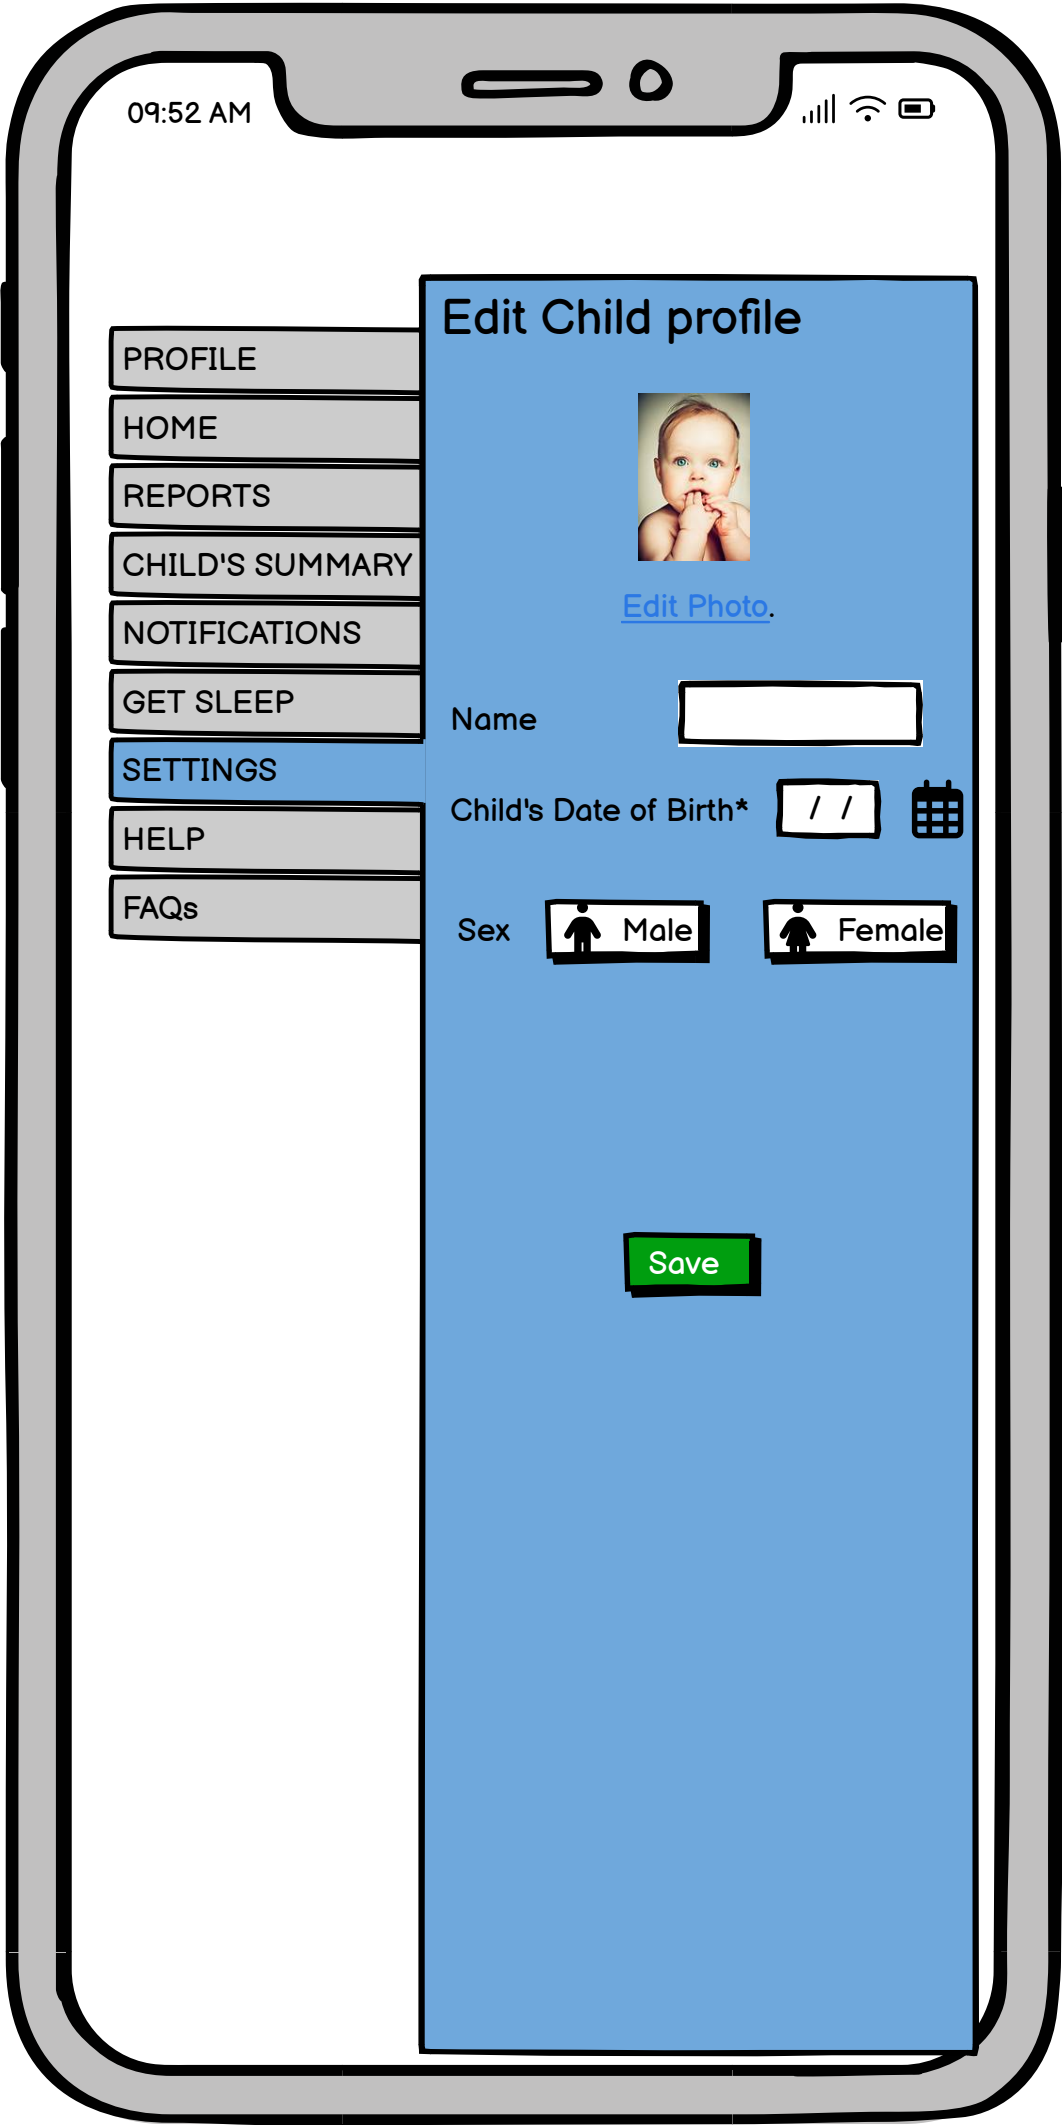 09:52 AM
Edit Child profile
PROFILE
HOME
REPORTS
CHILD'S SUMMARY
NOTIFICATIONS
GET SLEEP
SETTINGS
HELP
FAQs
Edit Photo.
Name
Child's Date of Birth* / /
Sex Male Female
Save